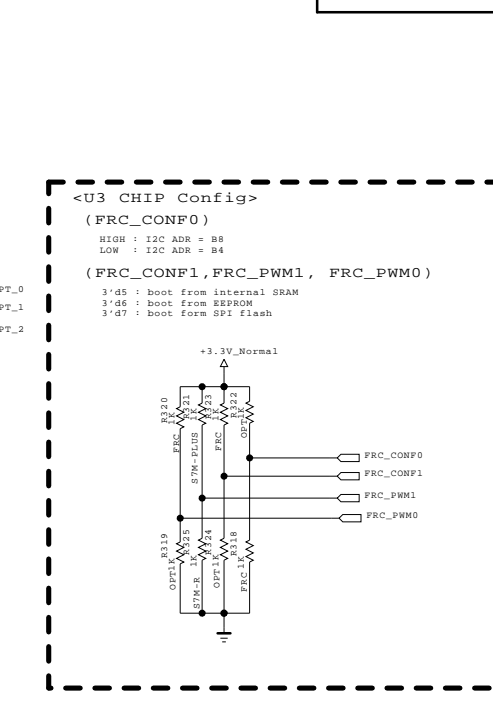 <U3 CHIP Config>
(FRC_CONF0)
HIGH : I2C ADR = B8
LOW  : I2C ADR = B4
(FRC_CONF1,FRC_PWM1, FRC_PWM0)
3'd5 : boot from internal SRAM
3'd6 : boot from EEPROM
3'd7 : boot form SPI flash
PT_0
PT_1
PT_2
+3.3V_Normal
R320
1K
FRC
R321
1K
S7M-PLUS
R323
1K
FRC
R322
1K
OPT
FRC_CONF0
FRC_CONF1
FRC_PWM1
FRC_PWM0
R319
1K
OPT
R325
1K
S7M-R
R324
1K
OPT
R318
1K
FRC